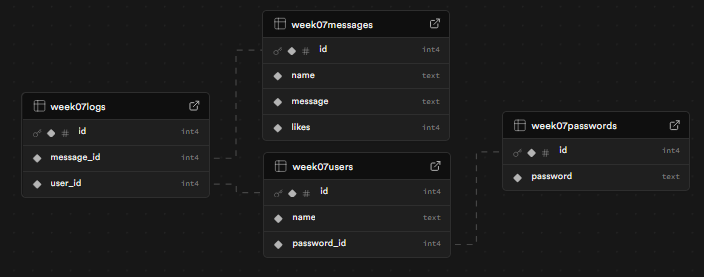 week07messages
id int4
name text
message text
likes int4
week07logs
id int4
message_id int4
user_id int4
week07users
id int4
name text
password_id int4
week07passwords
id int4
password text